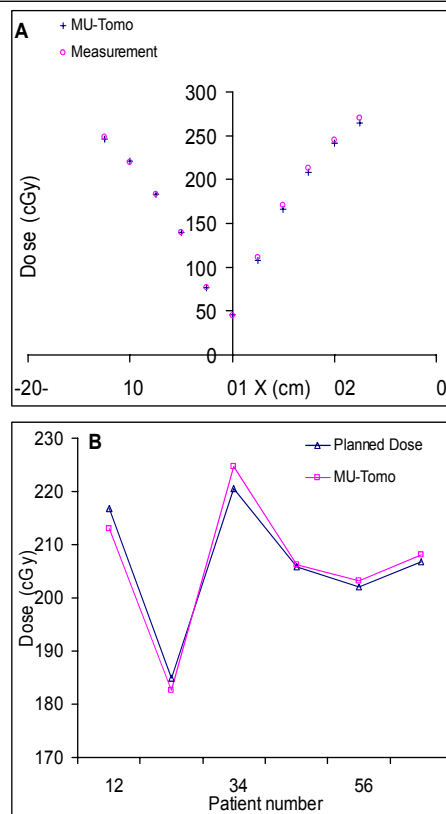 A
MU-Tomo
Measurement
300
250
200
150
100
50
0
Dose (cGy)
-20- 10 01 X (cm) 02 0
B
Planned Dose
MU-Tomo
230
220
210
200
190
180
170
Dose (cGy)
12 34 56
Patient number